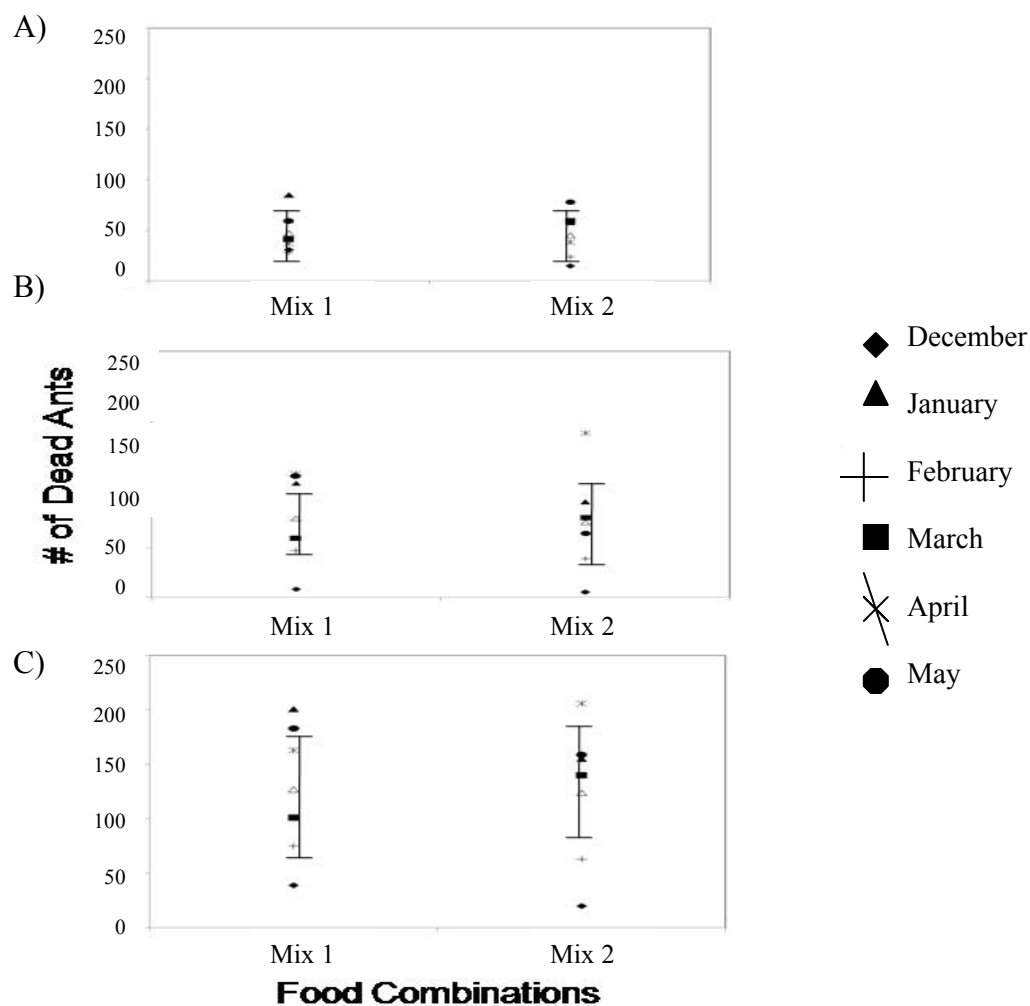 A)
250
200
150
100
50
0
Mix 1 Mix 2
B)
250
200
150
100
50
0
Mix 1 Mix 2
C)
250
200
150
100
50
0
Mix 1 Mix 2
# of Dead Ants
Food Combinations
December
January
February
March
April
May